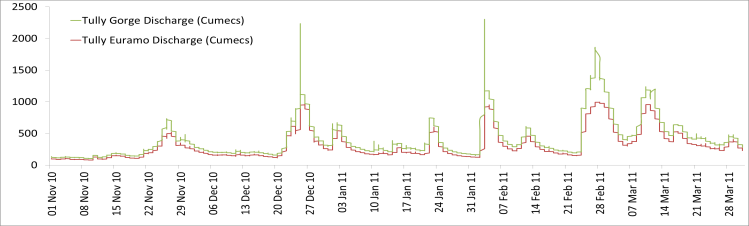 2500
2000
1500
1000
500
0
Tully Gorge Discharge (Cumecs)
Tully Euramo Discharge (Cumecs)
01 Nov 10
08 Nov 10
15 Nov 10
22 Nov 10
29 Nov 10
06 Dec 10
13 Dec 10
20 Dec 10
27 Dec 10
03 Jan 11
10 Jan 11
17 Jan 11
24 Jan 11
31 Jan 11
07 Feb 11
14 Feb 11
21 Feb 11
28 Feb 11
07 Mar 11
14 Mar 11
21 Mar 11
28 Mar 11